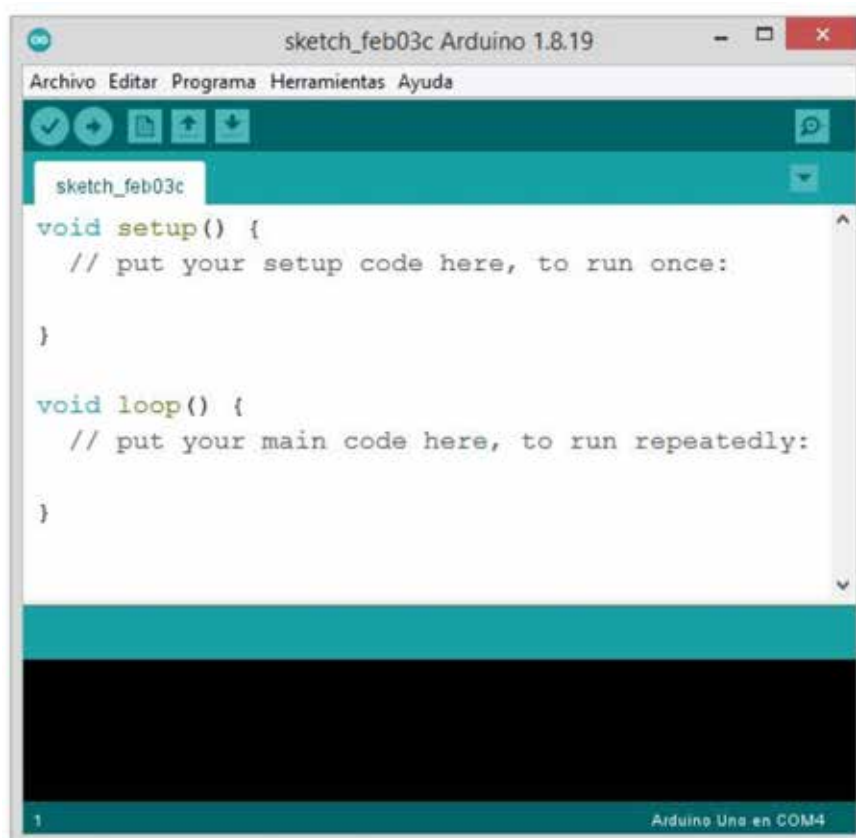 sketch_feb03c Arduino 1.8.19
Archivo Editar Programa Herramientas Ayuda
sketch_feb03c
void setup() {
// put your setup code here, to run once:
}
void loop() {
// put your main code here, to run repeatedly:
}
1
Arduino Uno en COM4